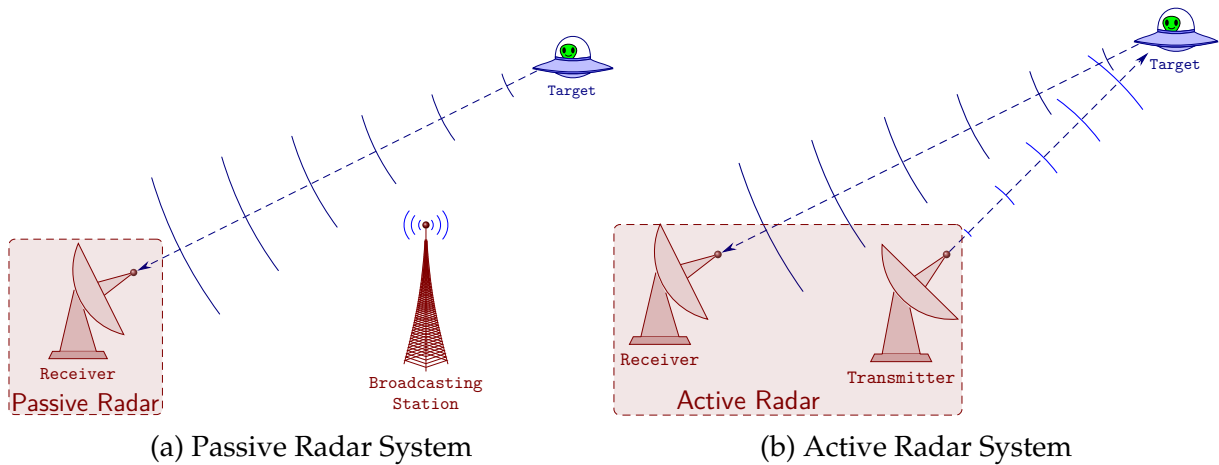 Target
Receiver
Passive Radar
Broadcasting
Station
(a) Passive Radar System
Target
Receiver
Transmitter
Active Radar
(b) Active Radar System